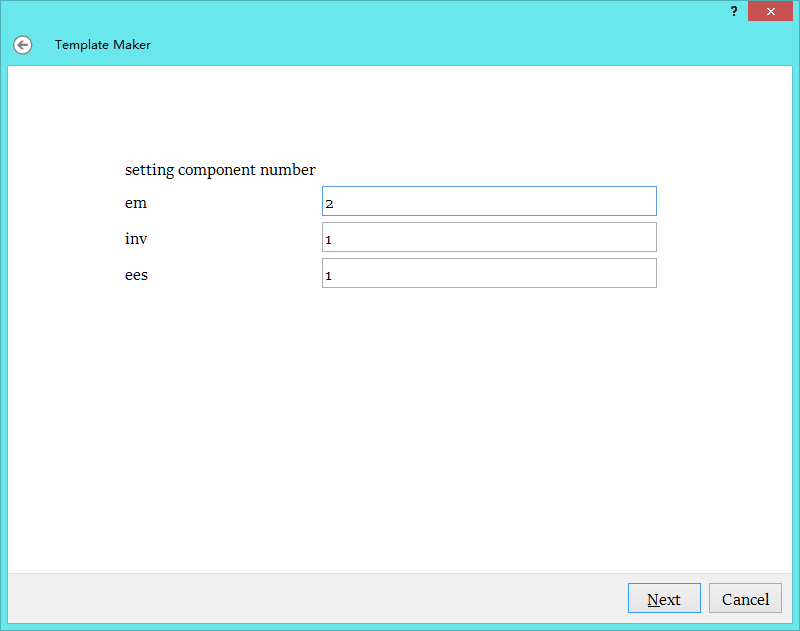 ?
Template Maker
setting component number
em 2
inv 1
ees 1
Next Cancel